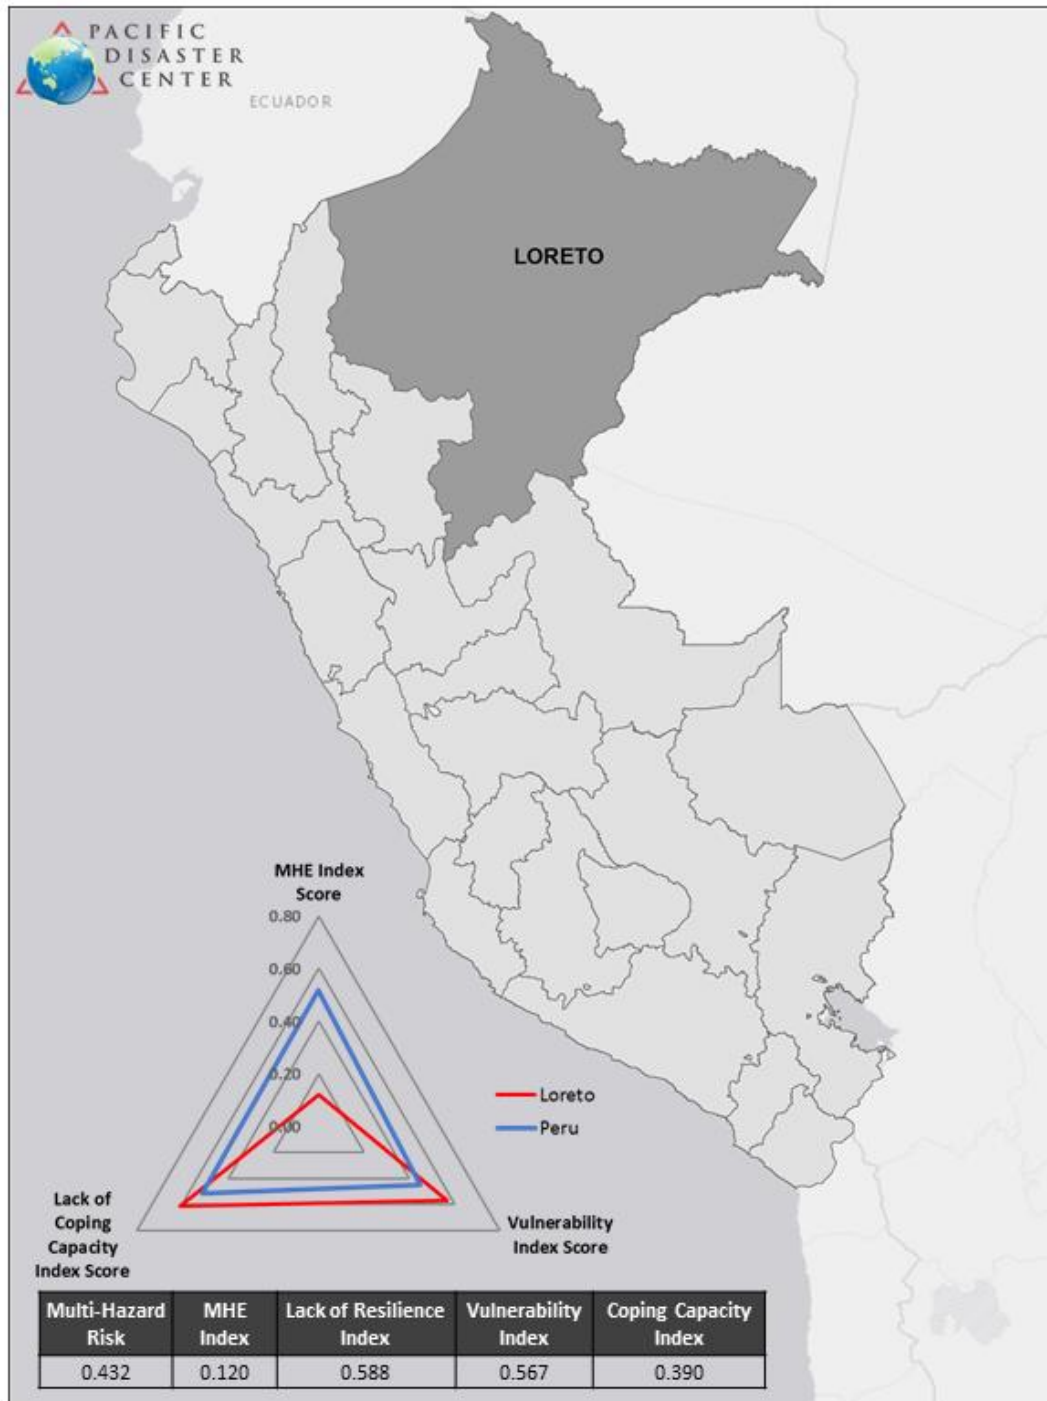 PACIFIC
DISASTER
CENTER
ECUADOR
LORETO
MHE Index
Score
0.80
0.60
0.40
0.20
0.00
Loreto
Peru
Lack of
Coping
Capacity
Index Score
Vulnerability
Index Score
Multi-Hazard Risk MHE Index Lack of Resilience Index Vulnerability Index Coping Capacity Index
0.432 0.120 0.588 0.567 0.390